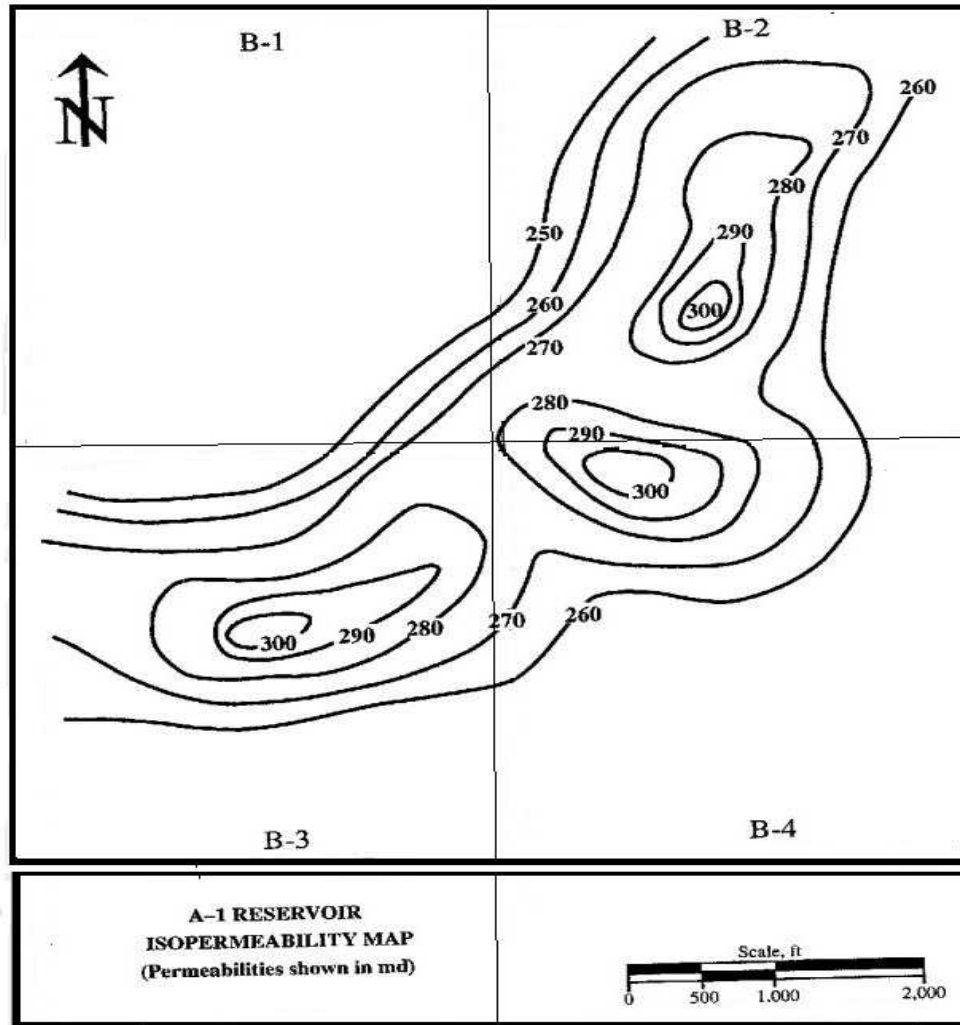 B-1
B-2
N
260
270
280
250
290
260
300
270
280
290
300
270
260
280
290
300
B-3
B-4
A–1 RESERVOIR
ISOPERMEABILITY MAP
(Permeabilities shown in md)
Scale, ft
0 500 1.000 2,000